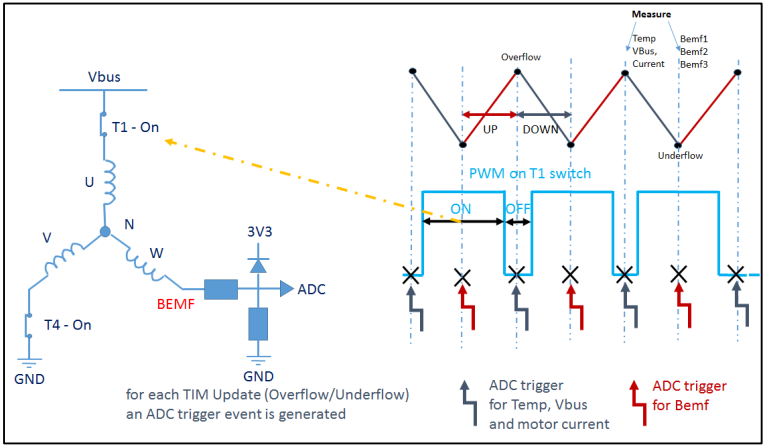 Measure
Temp
VBus,
Current
Bemf1
Bemf2
Bemf3
Overflow
UP
DOWN
Underflow
Vbus
T1 - On
U
N
V
W
3V3
BEMF
ADC
T4 - On
GND
GND
PWM on T1 switch
ON
OFF
for each TIM Update (Overflow/Underflow)
an ADC trigger event is generated
ADC trigger
for Temp, Vbus
and motor current
ADC trigger
for Bemf